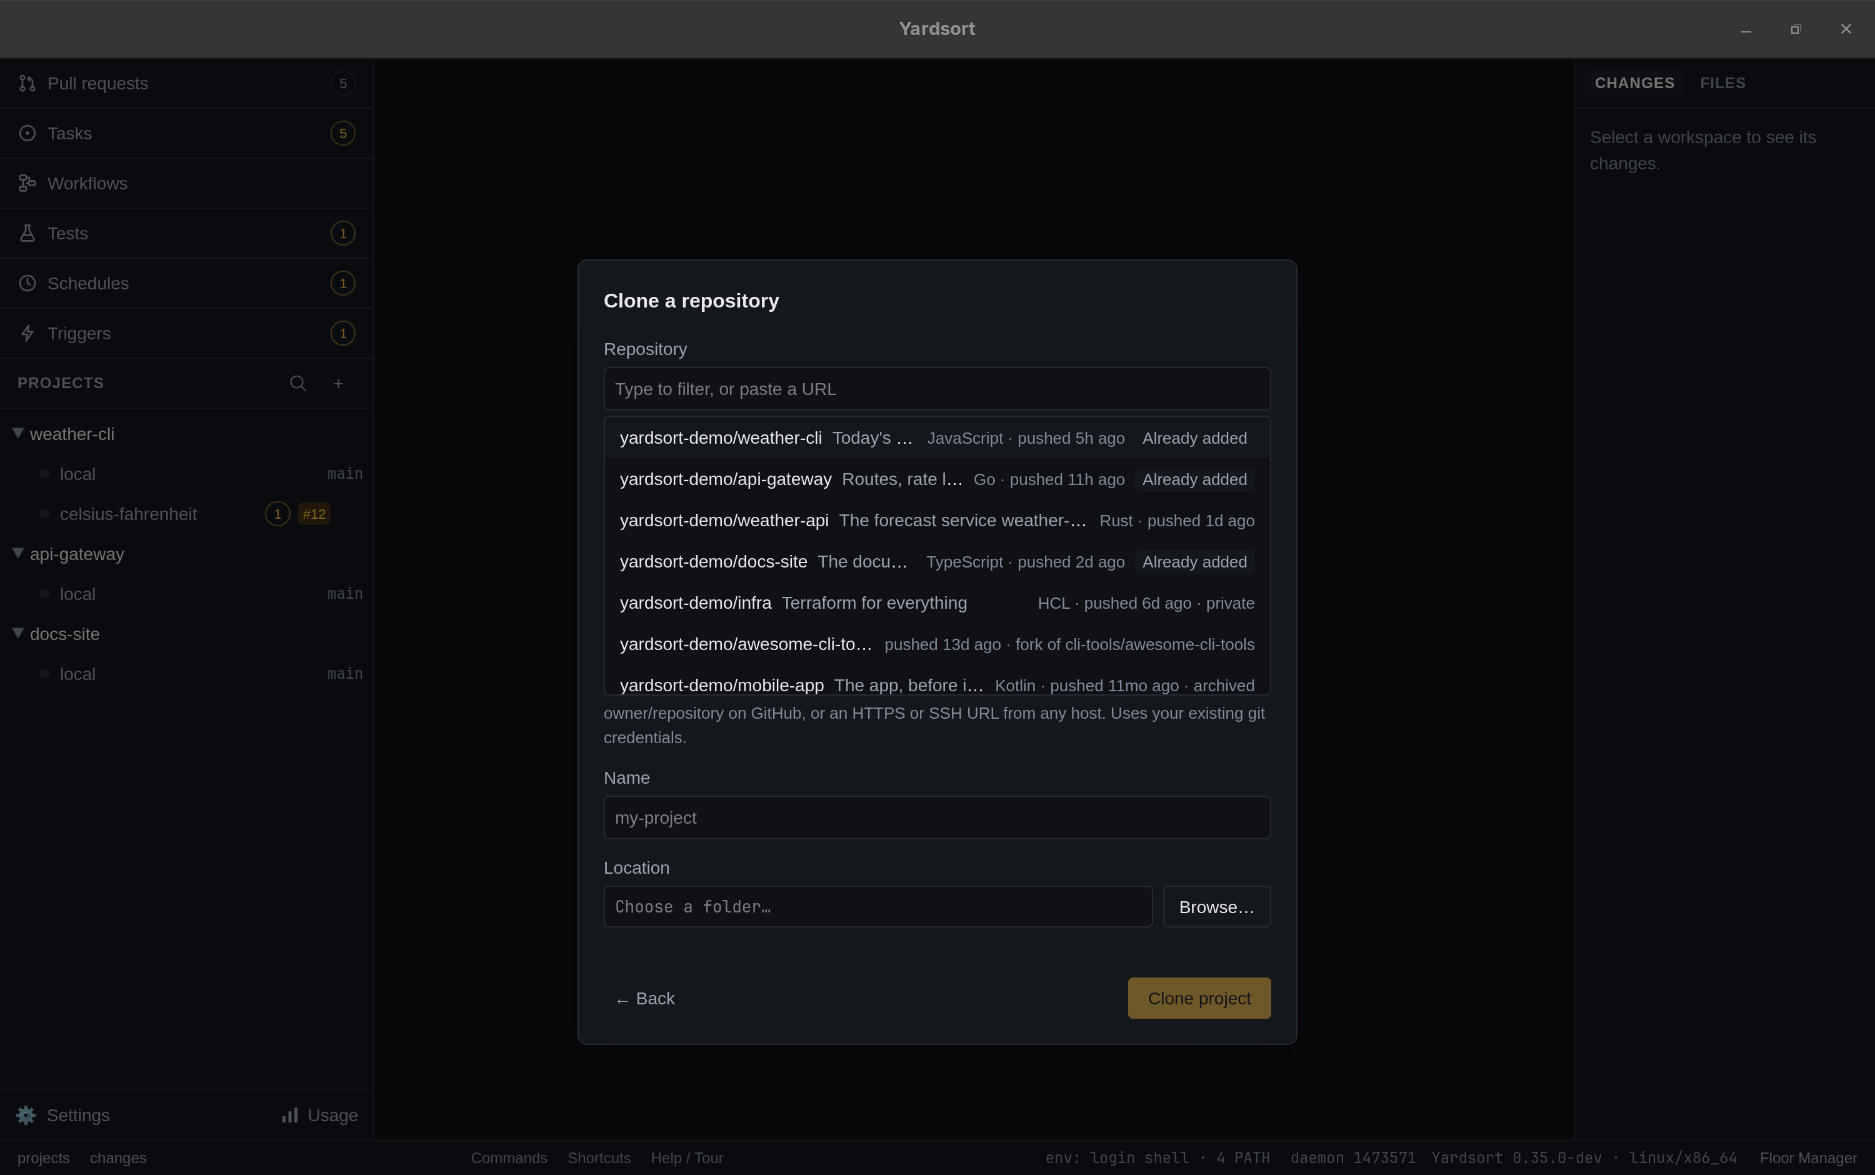 Yardsort
Pull requests 5
Tasks 5
Workflows
Tests 1
Schedules 1
Triggers 1
PROJECTS +
weather-cli
local main
celsius-fahrenheit 1 #12
api-gateway
local main
docs-site
local main
Settings Usage
Clone a repository
Repository
Type to filter, or paste a URL
yardsort-demo/weather-cli Today's … JavaScript · pushed 5h ago Already added
yardsort-demo/api-gateway Routes, rate l… Go · pushed 11h ago Already added
yardsort-demo/weather-api The forecast service weather-… Rust · pushed 1d ago
yardsort-demo/docs-site The docu… TypeScript · pushed 2d ago Already added
yardsort-demo/infra Terraform for everything HCL · pushed 6d ago · private
yardsort-demo/awesome-cli-to… pushed 13d ago · fork of cli-tools/awesome-cli-tools
yardsort-demo/mobile-app The app, before i… Kotlin · pushed 11mo ago · archived
owner/repository on GitHub, or an HTTPS or SSH URL from any host. Uses your existing git
credentials.
Name
my-project
Location
Choose a folder… Browse…
← Back Clone project
CHANGES FILES
Select a workspace to see its
changes.
projects changes Commands Shortcuts Help / Tour env: login shell · 4 PATH daemon 1473571 Yardsort 0.35.0-dev · linux/x86_64 Floor Manager